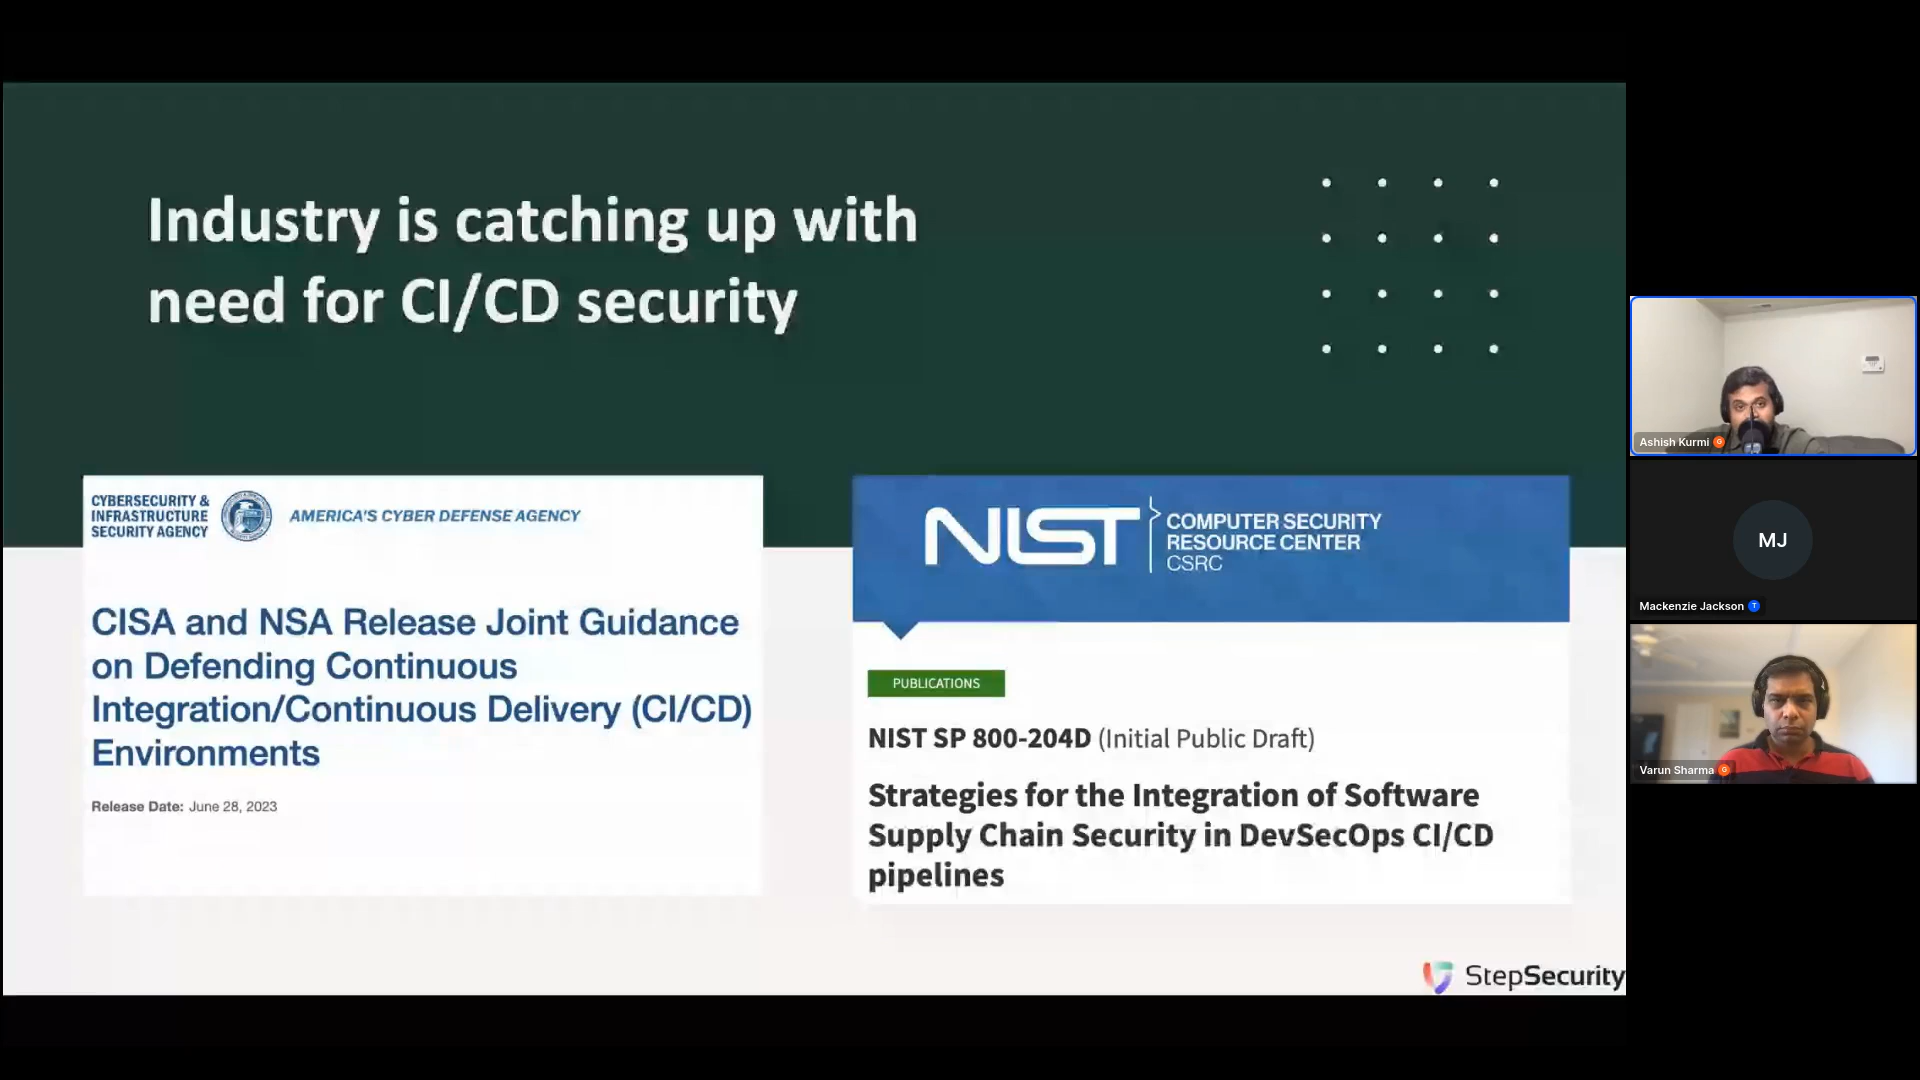 Industry is catching up with
need for CI/CD security
CYBERSECURITY &
INFRASTRUCTURE
SECURITY AGENCY
AMERICA'S CYBER DEFENSE AGENCY
CISA and NSA Release Joint Guidance
on Defending Continuous
Integration/Continuous Delivery (CI/CD)
Environments
Release Date: June 28, 2023
NIST
COMPUTER SECURITY
RESOURCE CENTER
CSRC
PUBLICATIONS
NIST SP 800-204D (Initial Public Draft)
Strategies for the Integration of Software
Supply Chain Security in DevSecOps CI/CD
pipelines
StepSecurity
Ashish Kurmi G
MJ
Mackenzie Jackson T
Varun Sharma G